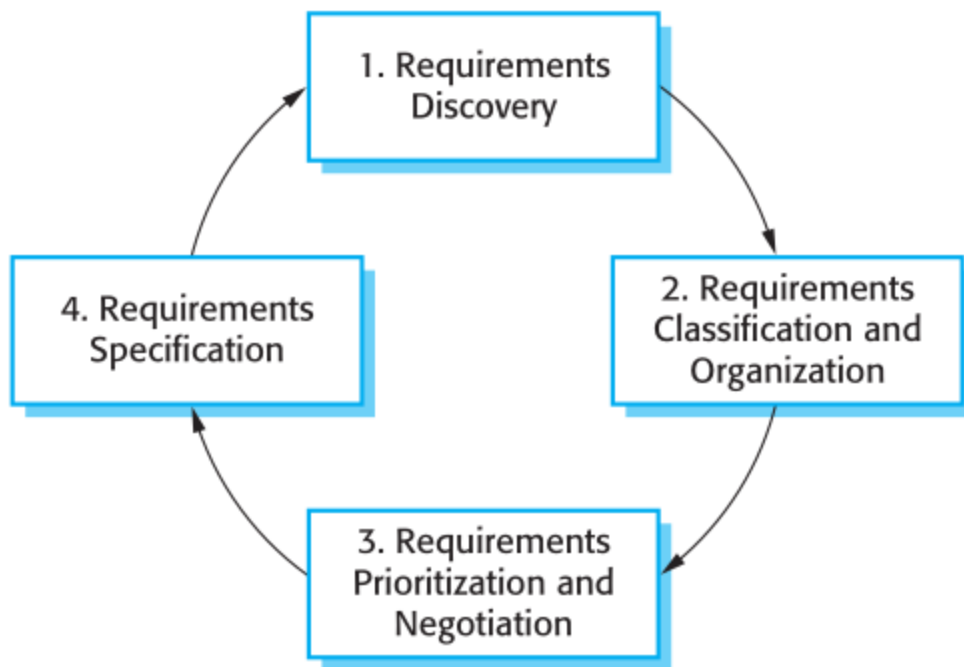 1. Requirements
Discovery
2. Requirements
Classification and
Organization
3. Requirements
Prioritization and
Negotiation
4. Requirements
Specification